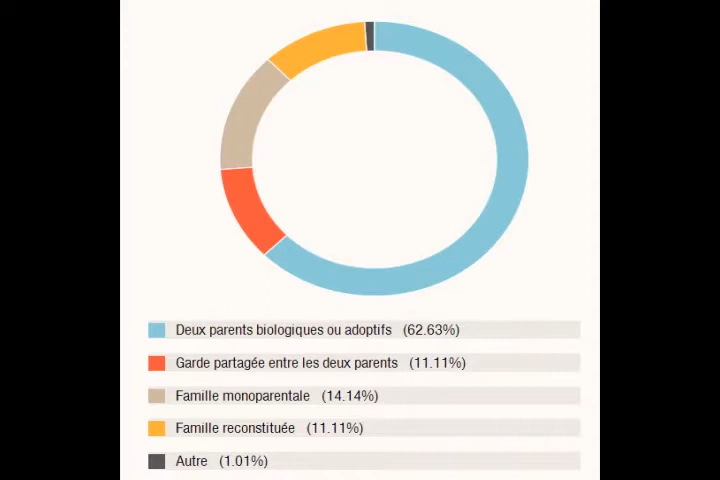 Deux parents biologiques ou adoptifs (62.63%)
Garde partagée entre les deux parents (11.11%)
Famille monoparentale (14.14%)
Famille reconstituée (11.11%)
Autre (1.01%)